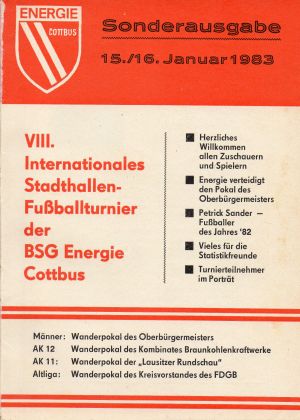 ENERGIE
COTTBUS
Sonderausgabe
15./16. Januar 1983
VIII.
Internationales
Stadthallen-
Fußballturnier
der
BSG Energie
Cottbus
Herzliches
Willkommen
allen Zuschauern
und Spielern
Energie verteidigt
den Pokal des
Oberbürgermeisters
Petrick Sander —
Fußballer
des Jahres '82
Vieles für die
Statistikfreunde
Turnierteilnehmer
im Porträt
Männer: Wanderpokal des Oberbürgermeisters
AK 12 Wanderpokal des Kombinates Braunkohlenkraftwerke
AK 11: Wanderpokal der „Lausitzer Rundschau"
Altliga: Wanderpokal des Kreisvorstandes des FDGB